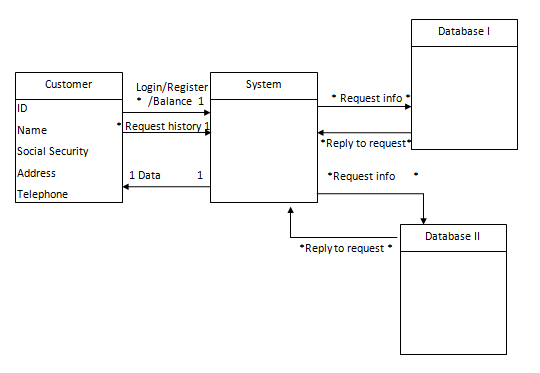 Database I
Customer
ID
Name
Social Security
Address
Telephone
Login/Register
* /Balance 1
* Request history 1
1 Data 1
System
* Request info *
*Reply to request*
*Request info *
*Reply to request *
Database II